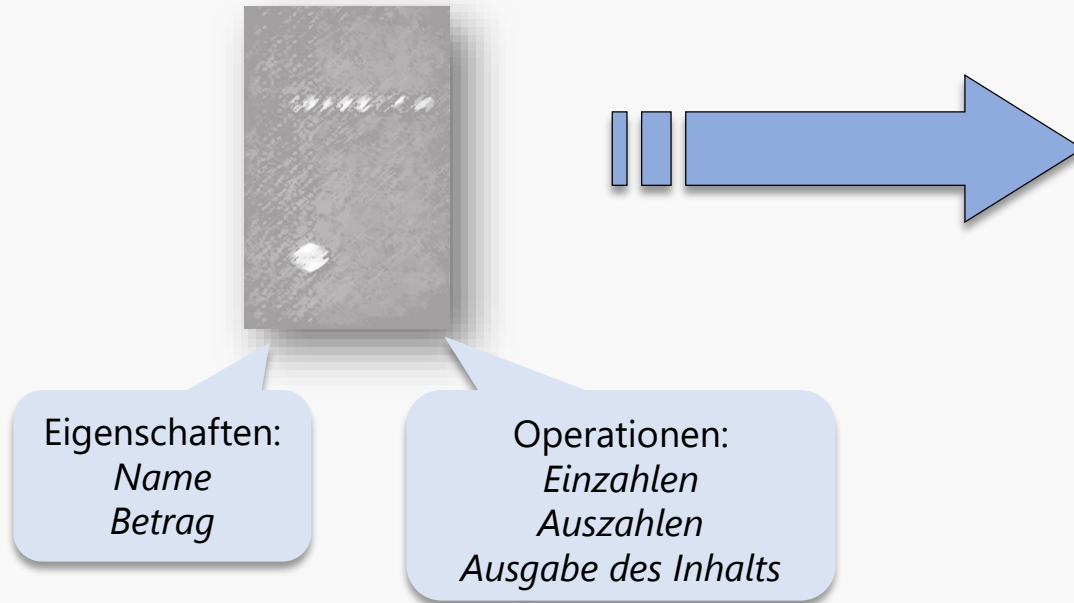 Eigenschaften:
Name
Betrag
Operationen:
Einzahlen
Auszahlen
Ausgabe des Inhalts